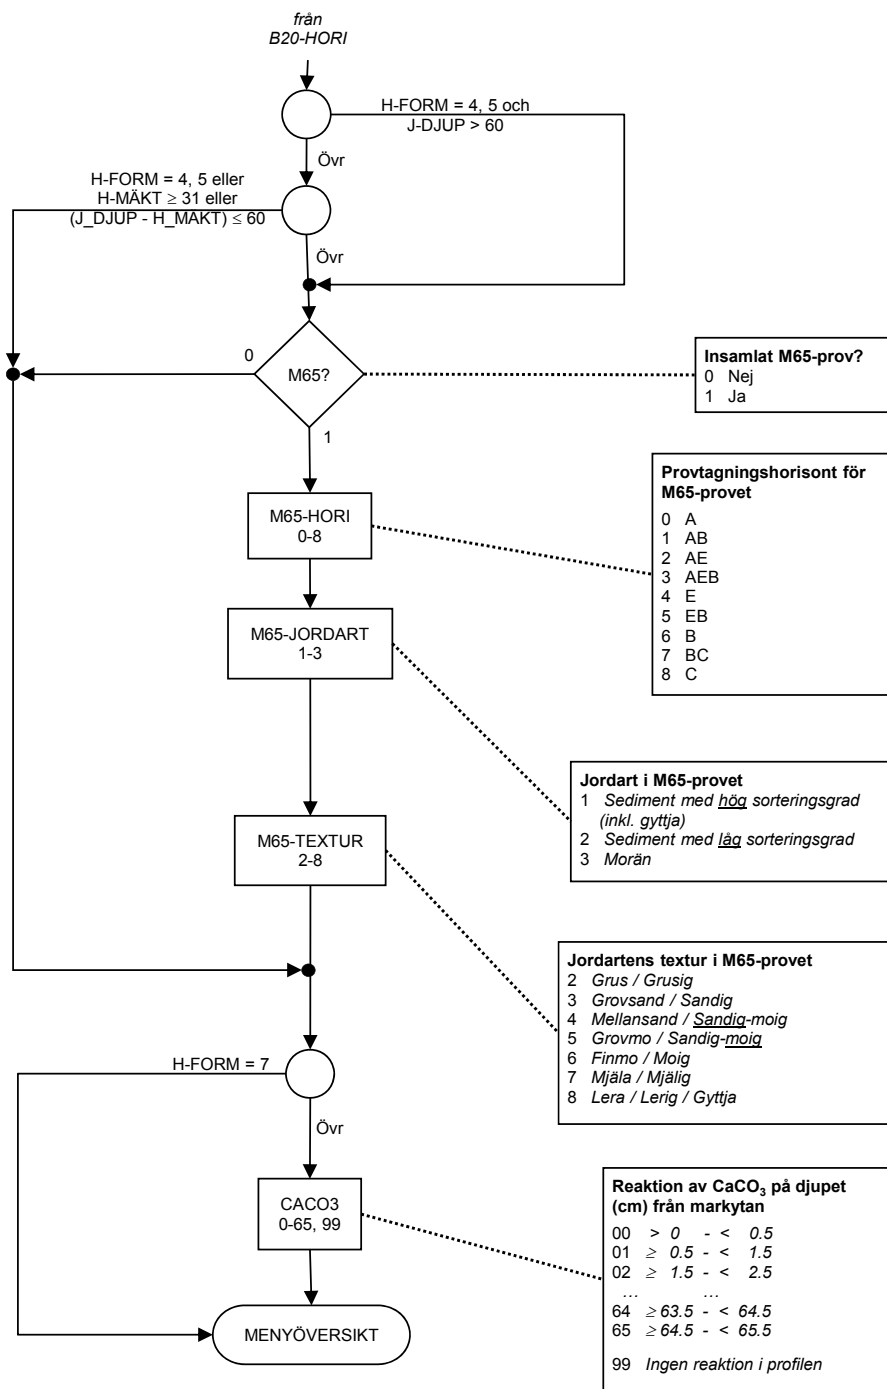 från
B20-HORI
H-FORM = 4, 5 och
J-DJUP > 60
Övr
H-FORM = 4, 5 eller
H-MÄKT ≥ 31 eller
(J_DJUP - H_MÄKT) ≤ 60
Övr
0
M65?
1
Insamlat M65-prov?
0 Nej
1 Ja
M65-HORI
0-8
Provtagningshorisont för
M65-provet
0 A
1 AB
2 AE
3 AEB
4 E
5 EB
6 B
7 BC
8 C
M65-JORDART
1-3
Jordart i M65-provet
1 Sediment med hög sorteringsgrad
(inkl. gyttja)
2 Sediment med låg sorteringsgrad
3 Morän
M65-TEXTUR
2-8
Jordartens textur i M65-provet
2 Grus / Grusig
3 Grovsand / Sandig
4 Mellansand / Sandig-moig
5 Grovmo / Sandig-moig
6 Finmo / Moig
7 Mjäla / Mjälig
8 Lera / Lerig / Gyttja
H-FORM = 7
Övr
CACO3
0-65, 99
Reaktion av CaCO₃ på djupet
(cm) från markytan
00 > 0 - < 0.5
01 ≥ 0.5 - < 1.5
02 ≥ 1.5 - < 2.5
... ...
64 ≥ 63.5 - < 64.5
65 ≥ 64.5 - < 65.5
99 Ingen reaktion i profilen
MENYÖVERSIKT